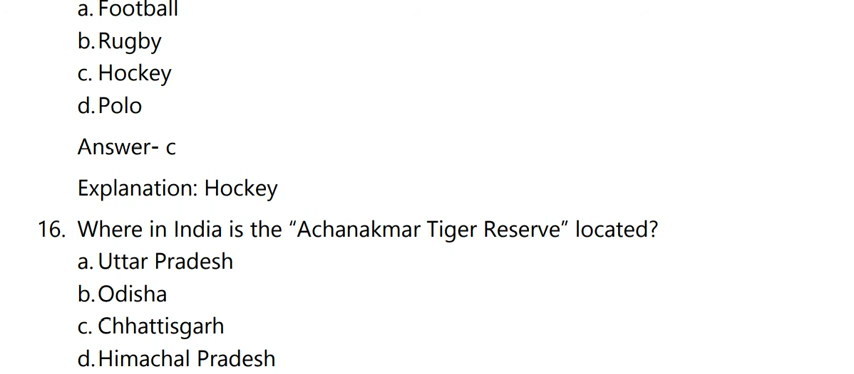 a. Football
b. Rugby
c. Hockey
d. Polo
Answer- c
Explanation: Hockey
16. Where in India is the “Achanakmar Tiger Reserve” located?
a. Uttar Pradesh
b. Odisha
c. Chhattisgarh
d. Himachal Pradesh